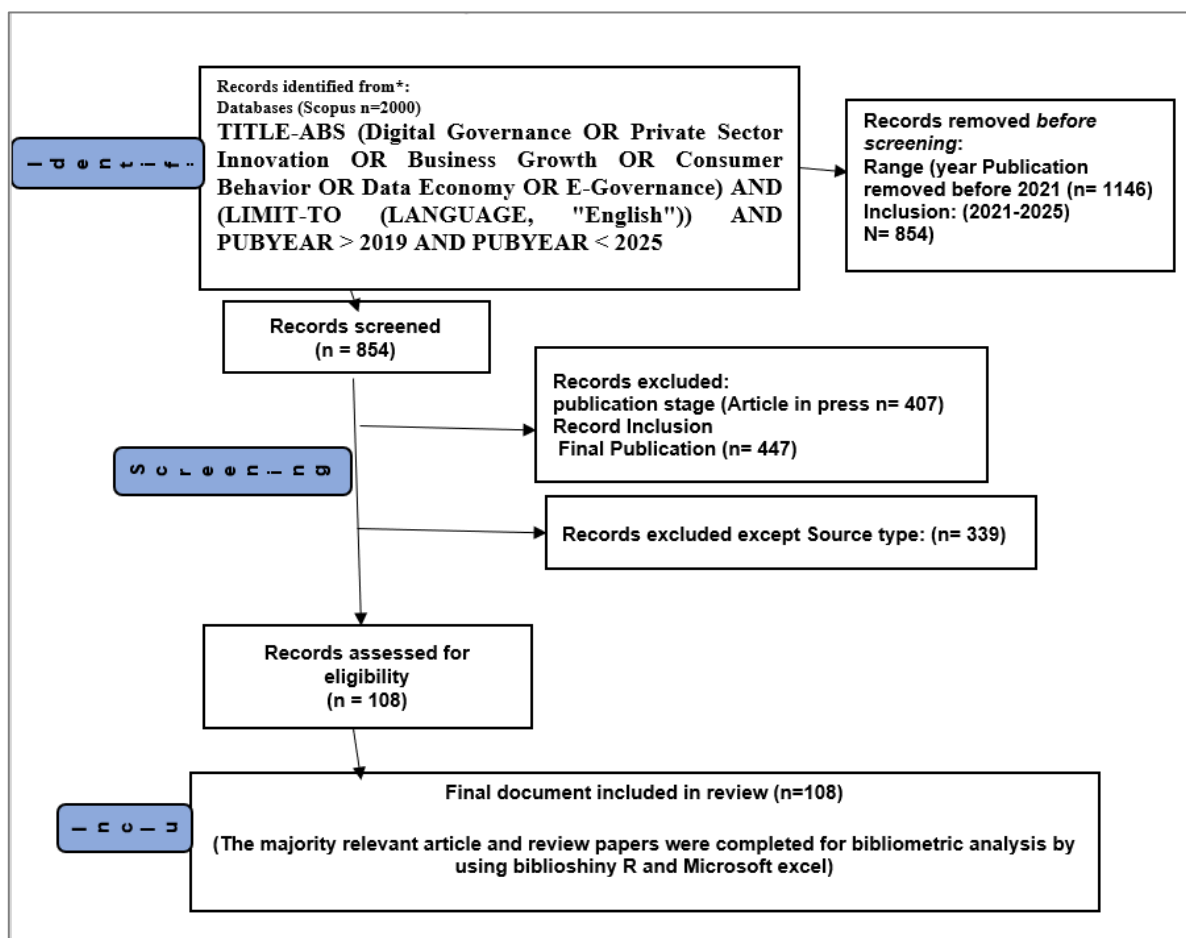 Records identified from*:
Databases (Scopus n=2000)
TITLE-ABS (Digital Governance OR Private Sector
Innovation OR Business Growth OR Consumer
Behavior OR Data Economy OR E-Governance) AND
(LIMIT-TO (LANGUAGE, "English")) AND
PUBYEAR > 2019 AND PUBYEAR < 2025
Identif:
Records removed before
screening:
Range (year Publication
removed before 2021 (n= 1146)
Inclusion: (2021-2025)
N= 854)
Records screened
(n = 854)
Records excluded:
publication stage (Article in press n= 407)
Record Inclusion
Final Publication (n= 447)
Screening
Records excluded except Source type: (n= 339)
Records assessed for
eligibility
(n = 108)
Inclu
Final document included in review (n=108)
(The majority relevant article and review papers were completed for bibliometric analysis by
using biblioshiny R and Microsoft excel)